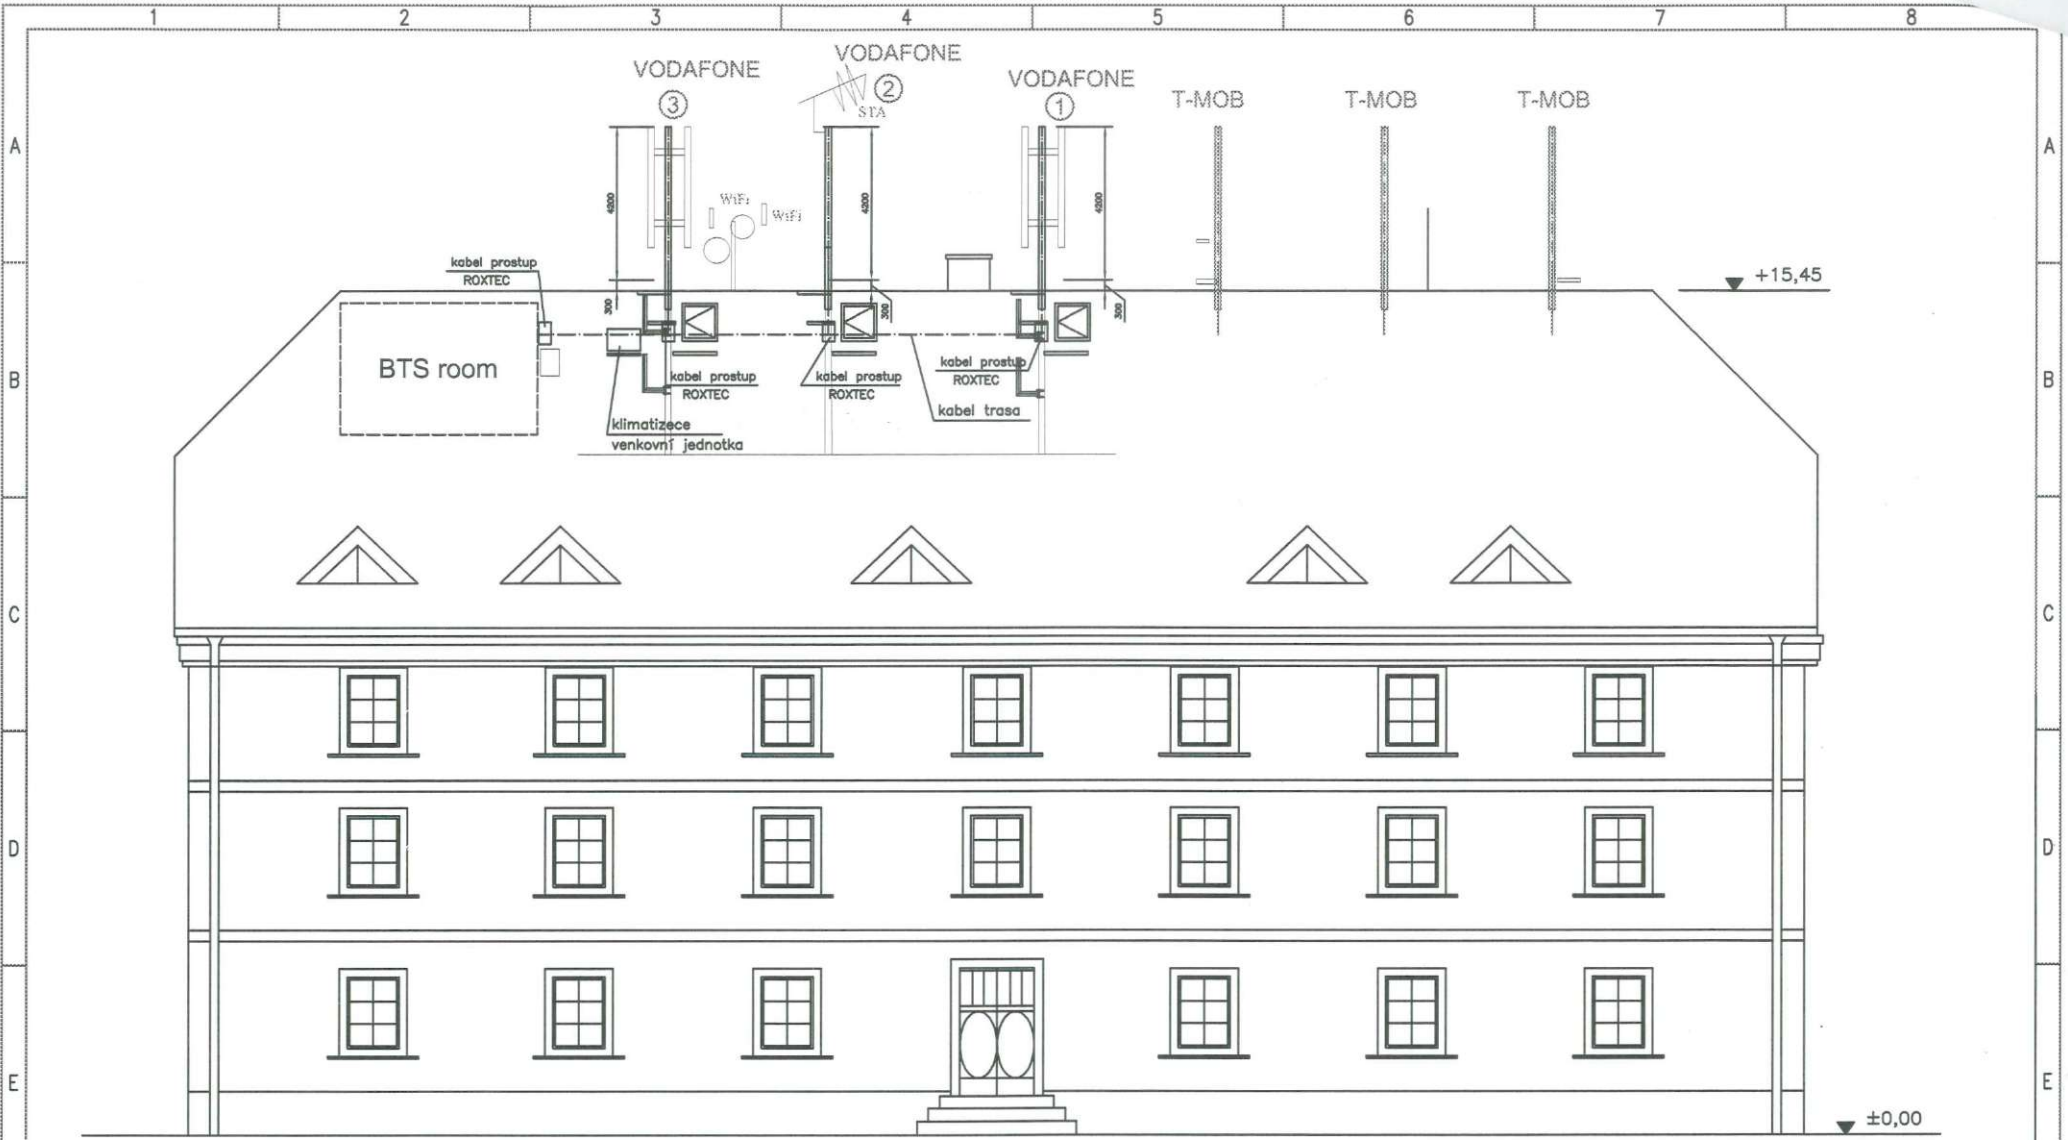 1 2 3 4 5 6 7 8
VODAFONE
3
VODAFONE
2
STA
VODAFONE
1
T-MOB
T-MOB
T-MOB
A
A
4200
WiFi
WiFi
4200
4200
kabel prostup
ROXTEC
+15,45
300
300
300
BTS room
B
B
kabel prostup
ROXTEC
kabel prostup
ROXTEC
kabel prostup
ROXTEC
kabel trasa
klimatizece
venkovní jednotka
C
C
D
D
E
E
±0,00